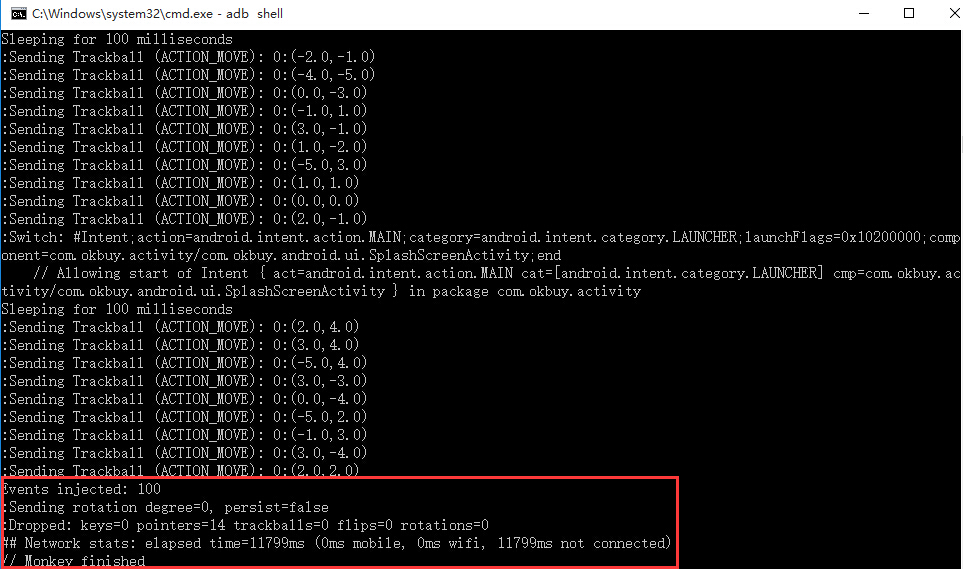 C:\Windows\system32\cmd.exe - adb  shell
Sleeping for 100 milliseconds
:Sending Trackball (ACTION_MOVE): 0:(-2.0,-1.0)
:Sending Trackball (ACTION_MOVE): 0:(-4.0,-5.0)
:Sending Trackball (ACTION_MOVE): 0:(0.0,-3.0)
:Sending Trackball (ACTION_MOVE): 0:(-1.0,1.0)
:Sending Trackball (ACTION_MOVE): 0:(3.0,-1.0)
:Sending Trackball (ACTION_MOVE): 0:(1.0,-2.0)
:Sending Trackball (ACTION_MOVE): 0:(-5.0,3.0)
:Sending Trackball (ACTION_MOVE): 0:(1.0,1.0)
:Sending Trackball (ACTION_MOVE): 0:(0.0,0.0)
:Sending Trackball (ACTION_MOVE): 0:(2.0,-1.0)
:Switch: #Intent;action=android.intent.action.MAIN;category=android.intent.category.LAUNCHER;launchFlags=0x10200000;comp
onent=com.okbuy.activity/com.okbuy.android.ui.SplashScreenActivity;end
    // Allowing start of Intent { act=android.intent.action.MAIN cat=[android.intent.category.LAUNCHER] cmp=com.okbuy.ac
tivity/com.okbuy.android.ui.SplashScreenActivity } in package com.okbuy.activity
Sleeping for 100 milliseconds
:Sending Trackball (ACTION_MOVE): 0:(2.0,4.0)
:Sending Trackball (ACTION_MOVE): 0:(3.0,4.0)
:Sending Trackball (ACTION_MOVE): 0:(-5.0,4.0)
:Sending Trackball (ACTION_MOVE): 0:(3.0,-3.0)
:Sending Trackball (ACTION_MOVE): 0:(0.0,-4.0)
:Sending Trackball (ACTION_MOVE): 0:(-5.0,2.0)
:Sending Trackball (ACTION_MOVE): 0:(-1.0,3.0)
:Sending Trackball (ACTION_MOVE): 0:(3.0,-4.0)
:Sending Trackball (ACTION_MOVE): 0:(2.0,2.0)
Events injected: 100
:Sending rotation degree=0, persist=false
:Dropped: keys=0 pointers=14 trackballs=0 flips=0 rotations=0
## Network stats: elapsed time=11799ms (0ms mobile, 0ms wifi, 11799ms not connected)
// Monkey finished